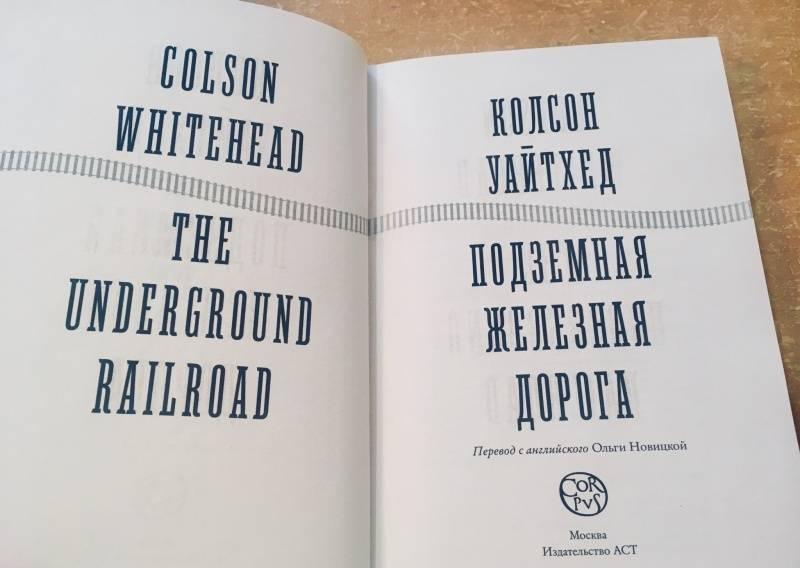 COLSON
WHITEHEAD
THE
UNDERGROUND
RAILROAD
КОЛСОН
УАЙТХЕД
ПОДЗЕМНАЯ
ЖЕЛЕЗНАЯ
ДОРОГА
Перевод с английского Ольги Новицкой
CORPVS
Москва
Издательство АСТ